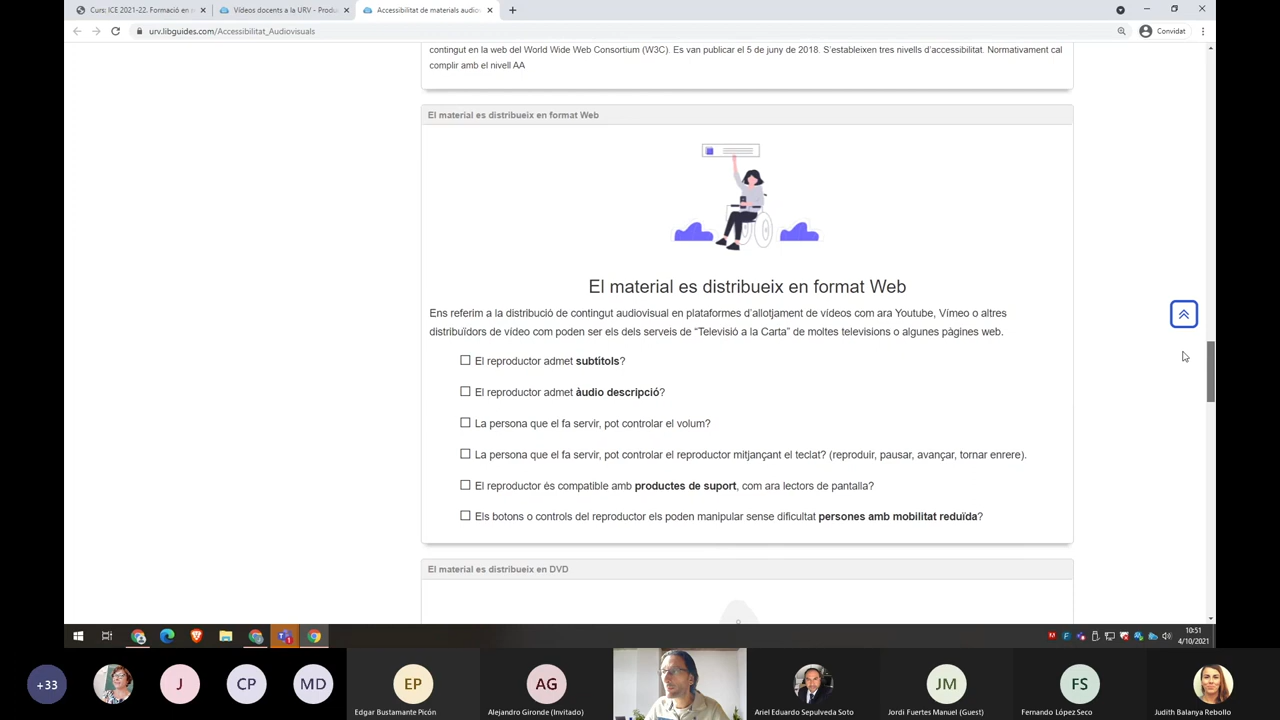 Curs: ICE 2021-22. Formació en
Vídeos docents a la URV - Produ
Accessibilitat de materials audio
urv.libguides.com/Accessibilitat_Audiovisuals
Convidat
contingut en la web del World Wide Web Consortium (W3C). Es van publicar el 5 de juny de 2018. S'estableixen tres nivells d'accessibilitat. Normativament cal
complir amb el nivell AA
El material es distribueix en format Web
El material es distribueix en format Web
Ens referim a la distribució de contingut audiovisual en plataformes d'allotjament de vídeos com ara Youtube, Vímeo o altres
distribuïdors de vídeo com poden ser els dels serveis de "Televisió a la Carta" de moltes televisions o algunes pàgines web.
El reproductor admet subtítols?
El reproductor admet àudio descripció?
La persona que el fa servir, pot controlar el volum?
La persona que el fa servir, pot controlar el reproductor mitjançant el teclat? (reproduir, pausar, avançar, tornar enrere).
El reproductor és compatible amb productes de suport, com ara lectors de pantalla?
Els botons o controls del reproductor els poden manipular sense dificultat persones amb mobilitat reduïda?
El material es distribueix en DVD
10:51
4/10/2021
+33
J
CP
MD
EP
AG
JM
FS
Edgar Bustamante Picón
Alejandro Gironde (Invitado)
Ariel Eduardo Sepulveda Soto
Jordi Fuertes Manuel (Guest)
Fernando López Seco
Judith Balanya Rebollo